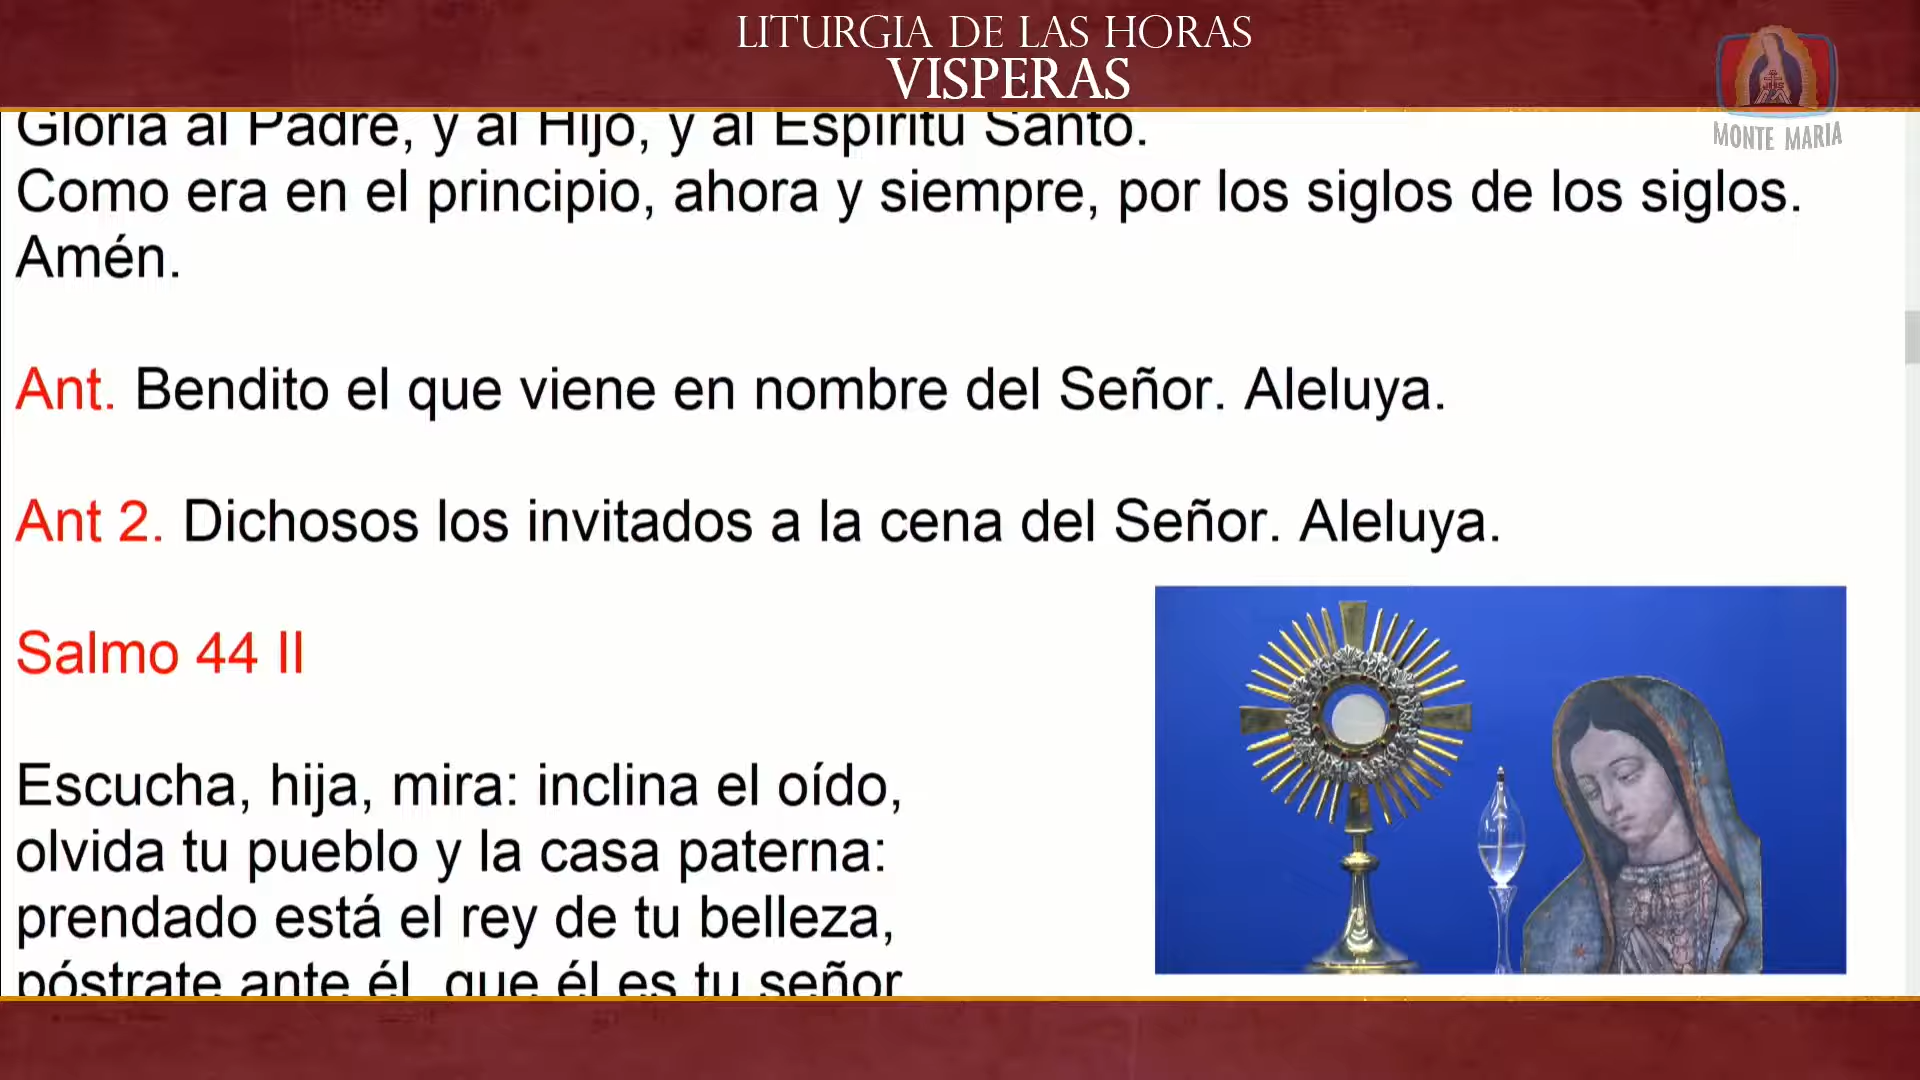 LITURGIA DE LAS HORAS
VISPERAS
MONTE MARIA
Gloria al Padre, y al Hijo, y al Espíritu Santo.
Como era en el principio, ahora y siempre, por los siglos de los siglos.
Amén.
Ant. Bendito el que viene en nombre del Señor. Aleluya.
Ant 2. Dichosos los invitados a la cena del Señor. Aleluya.
Salmo 44 II
Escucha, hija, mira: inclina el oído,
olvida tu pueblo y la casa paterna:
prendado está el rey de tu belleza,
póstrate ante él, que él es tu señor